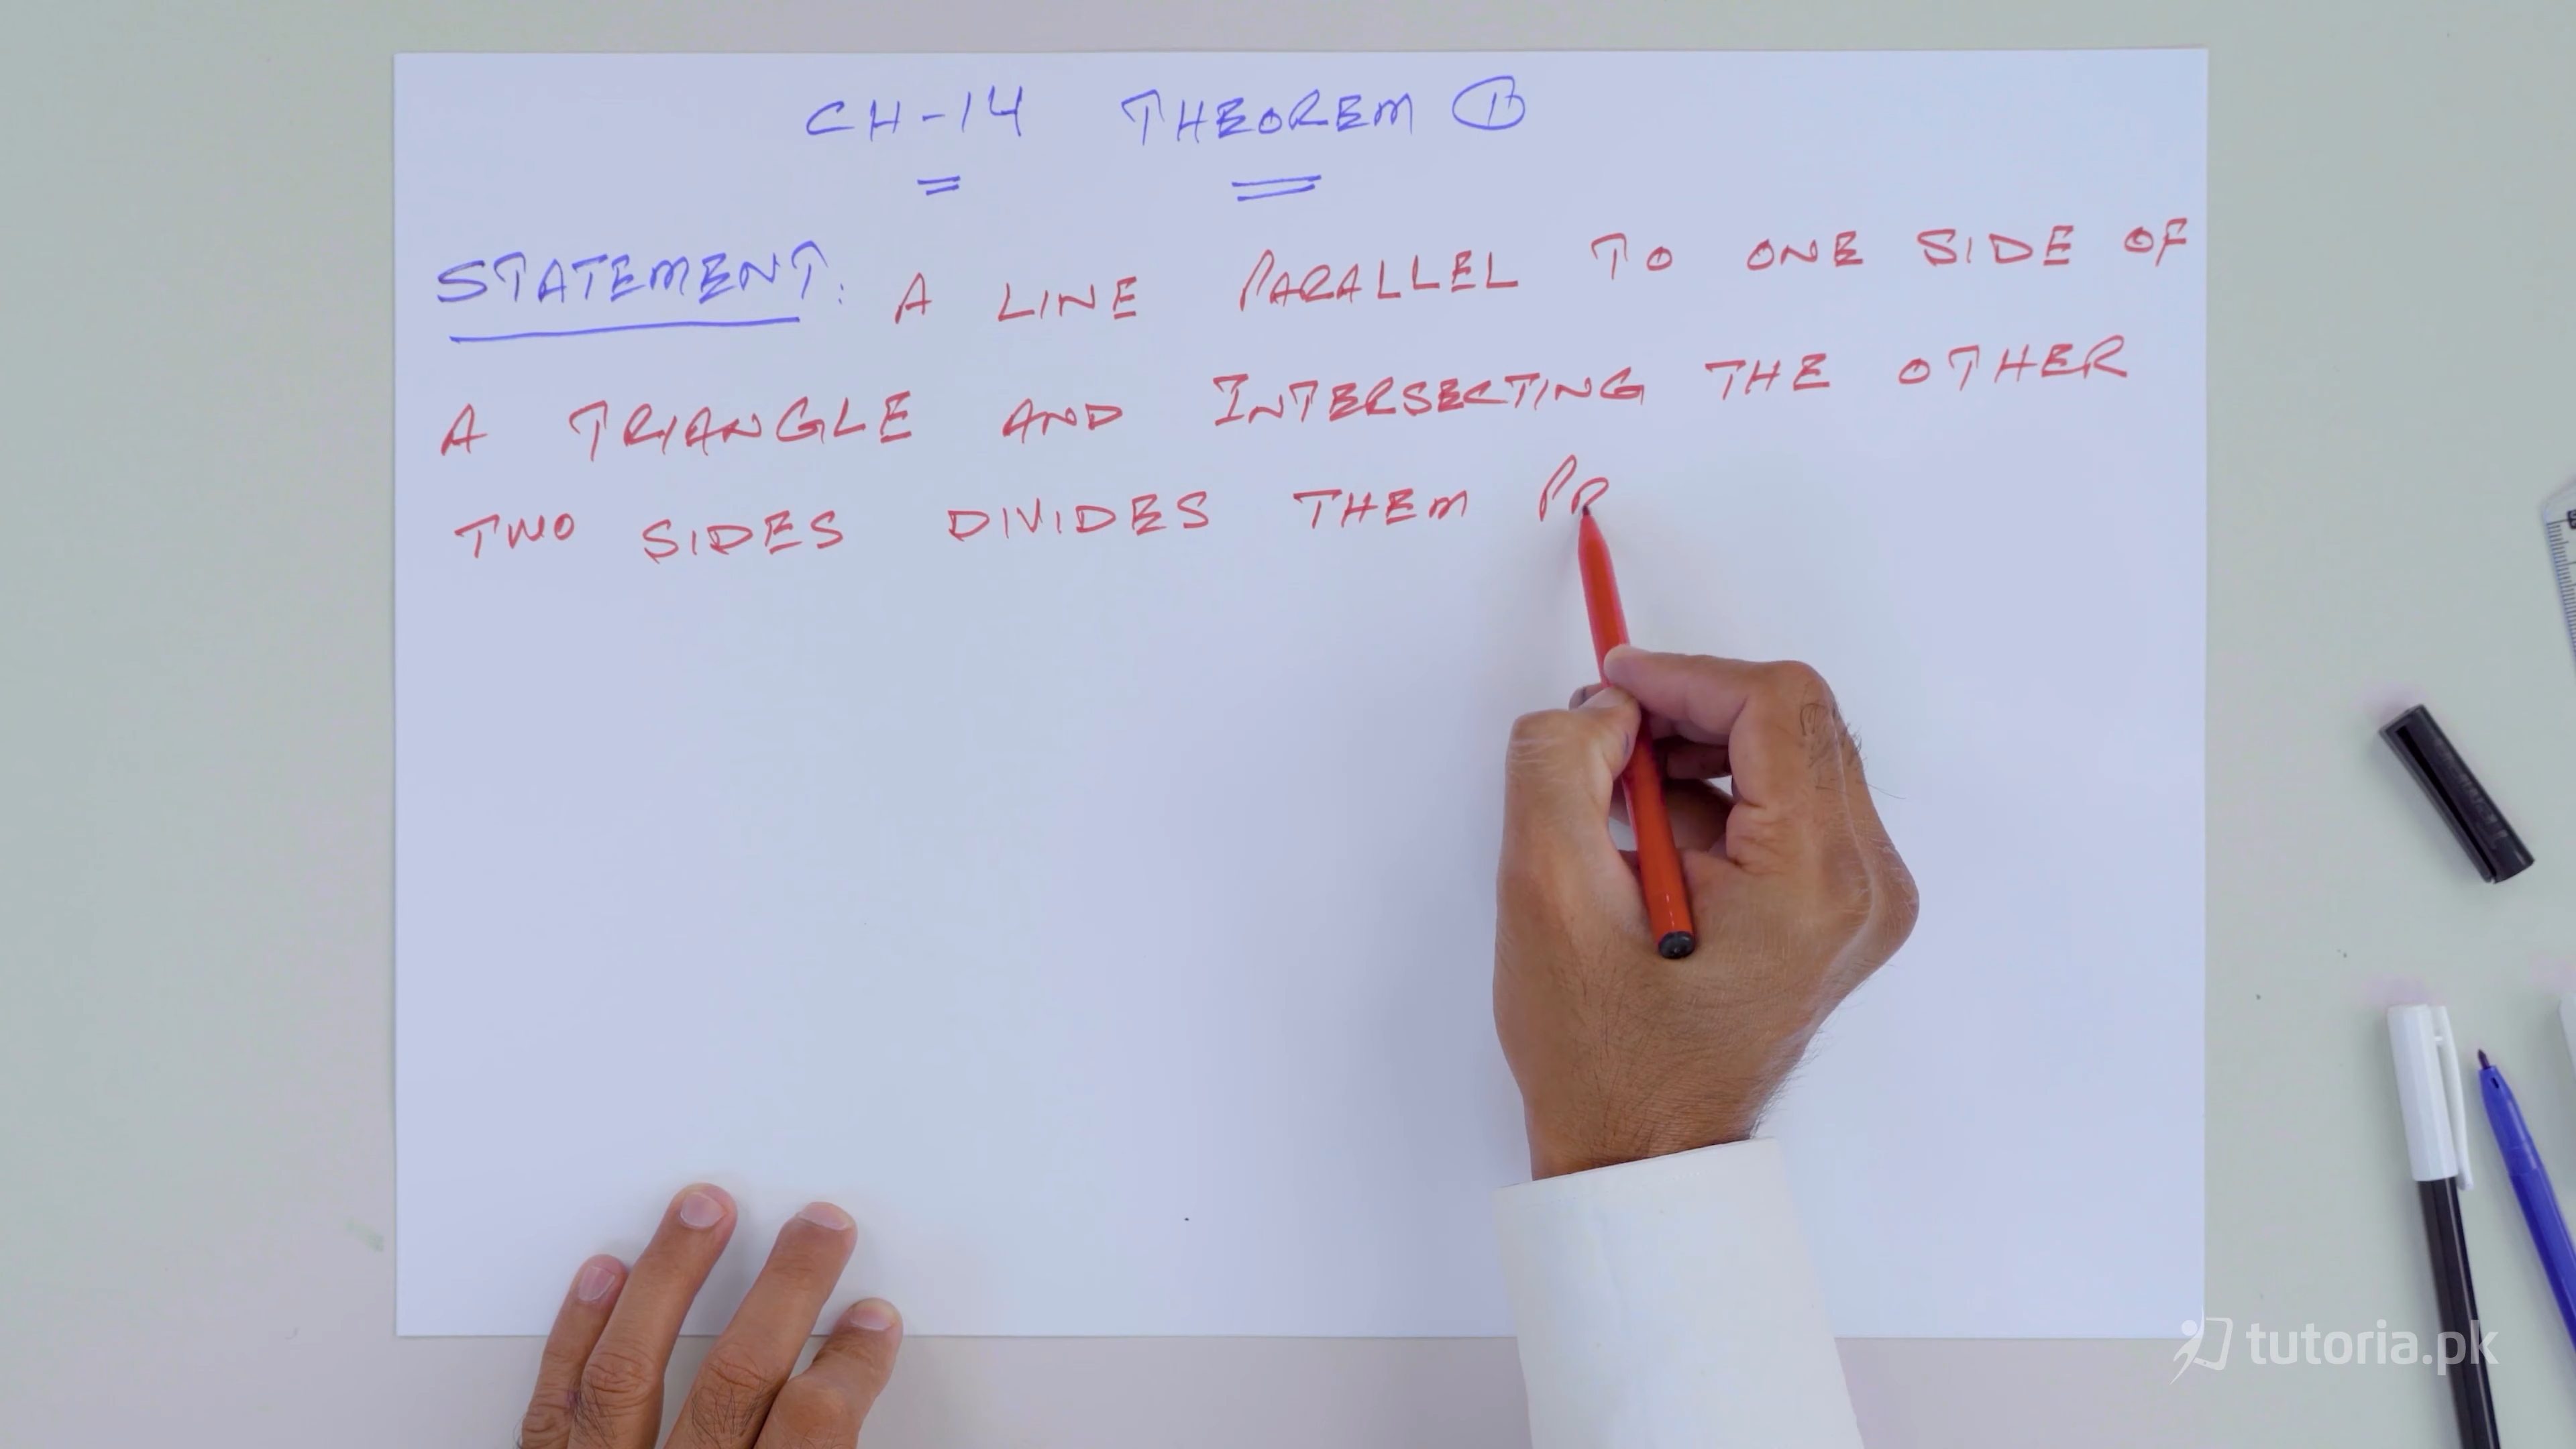 CH-14 THEOREM ①
STATEMENT: A LINE PARALLEL TO ONE SIDE OF
A TRIANGLE AND INTERSECTING THE OTHER
TWO SIDES DIVIDES THEM PR
tutoria.pk